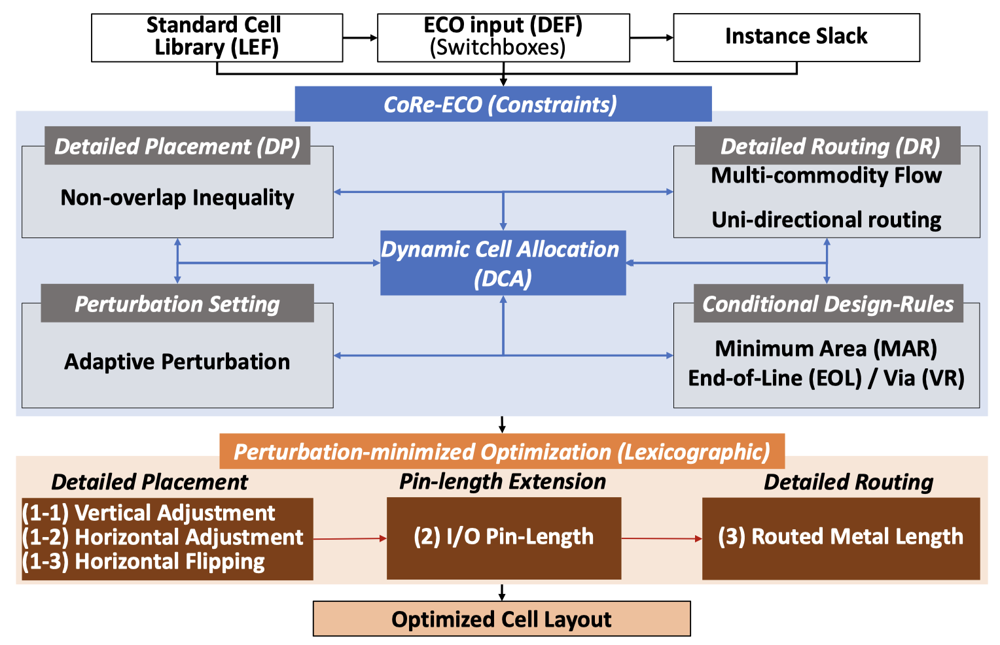 Standard Cell
Library (LEF)
ECO input (DEF)
(Switchboxes)
Instance Slack
CoRe-ECO (Constraints)
Detailed Placement (DP)
Non-overlap Inequality
Detailed Routing (DR)
Multi-commodity Flow
Uni-directional routing
Dynamic Cell Allocation
(DCA)
Perturbation Setting
Adaptive Perturbation
Conditional Design-Rules
Minimum Area (MAR)
End-of-Line (EOL) / Via (VR)
Perturbation-minimized Optimization (Lexicographic)
Detailed Placement
(1-1) Vertical Adjustment
(1-2) Horizontal Adjustment
(1-3) Horizontal Flipping
Pin-length Extension
(2) I/O Pin-Length
Detailed Routing
(3) Routed Metal Length
Optimized Cell Layout